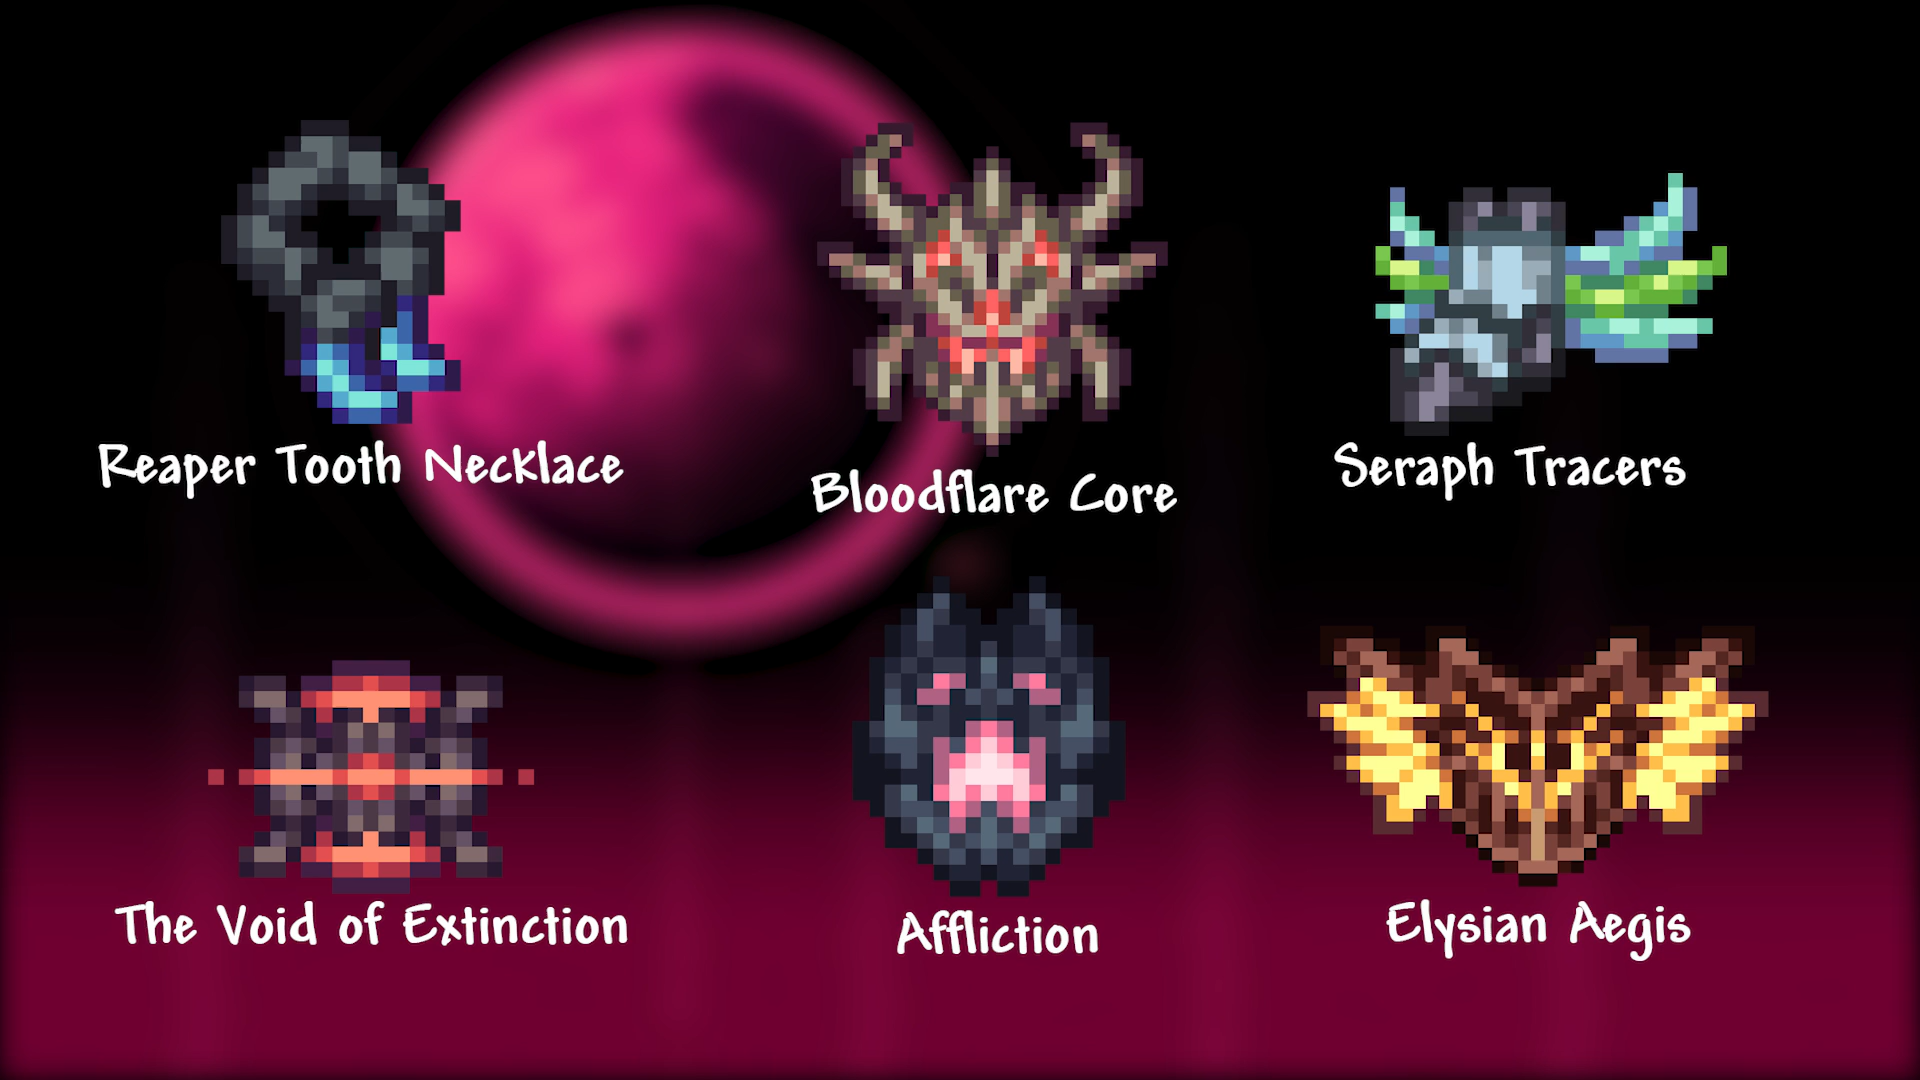 Reaper Tooth Necklace
Bloodflare Core
Seraph Tracers
The Void of Extinction
Affliction
Elysian Aegis